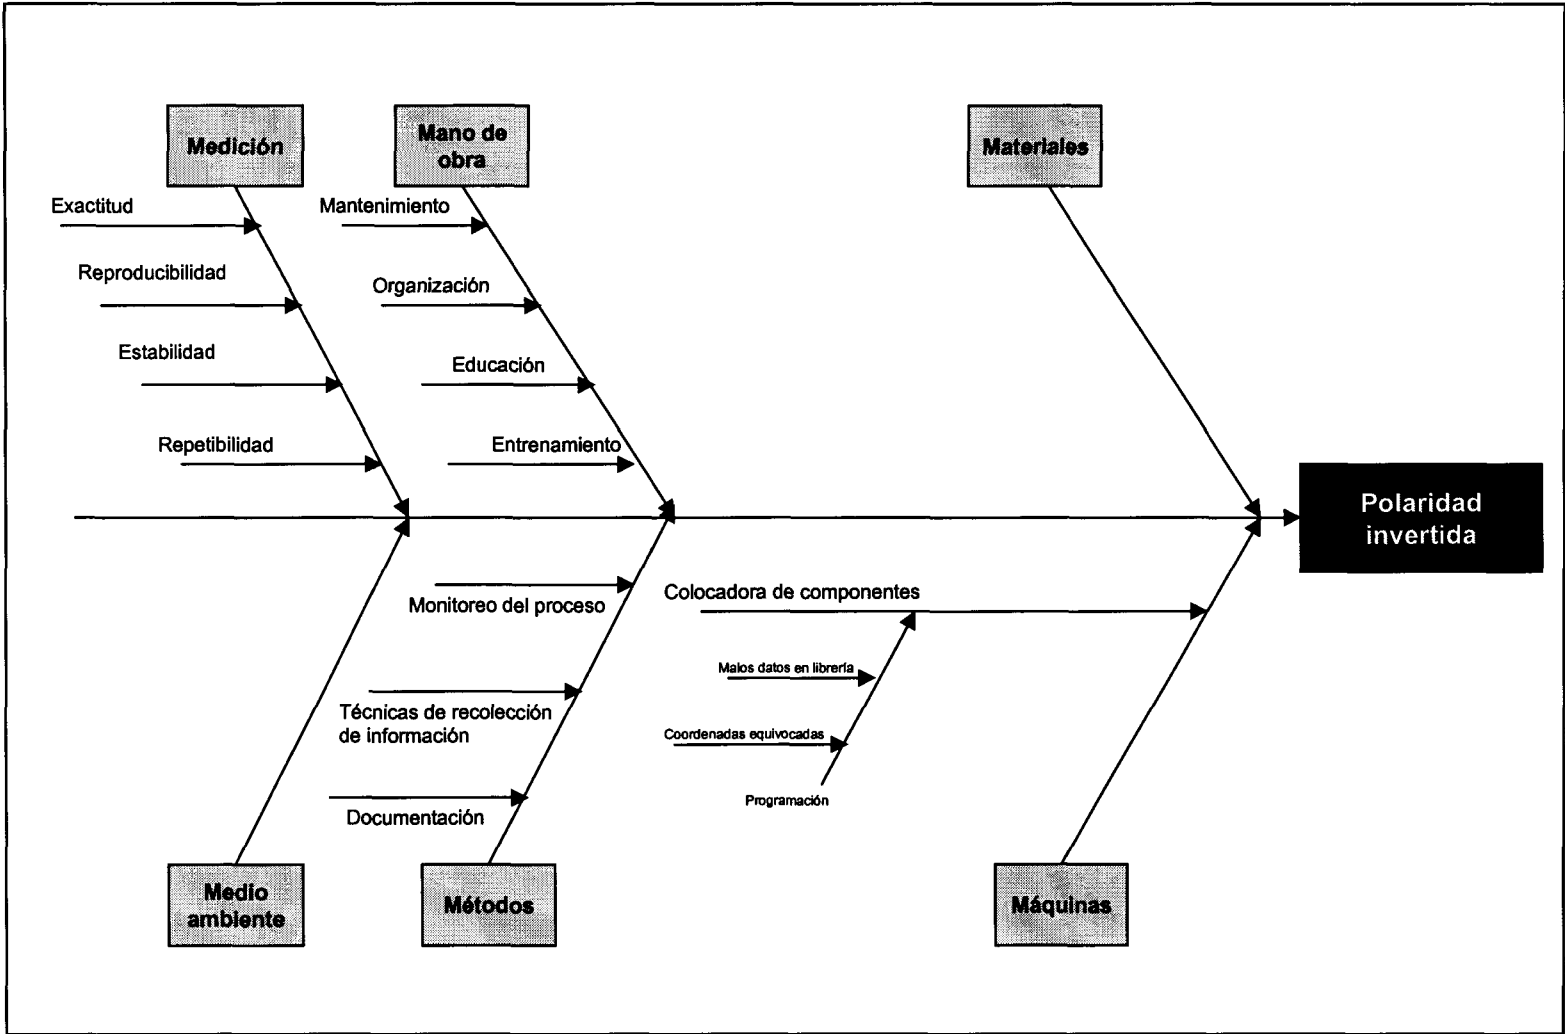 Medición
Mano de
obra
Materiales
Exactitud
Mantenimiento
Reproducibilidad
Organización
Estabilidad
Educación
Repetibilidad
Entrenamiento
Polaridad
invertida
Monitoreo del proceso
Colocadora de componentes
Malos datos en librería
Técnicas de recolección
de información
Coordenadas equivocadas
Programación
Documentación
Medio
ambiente
Métodos
Máquinas